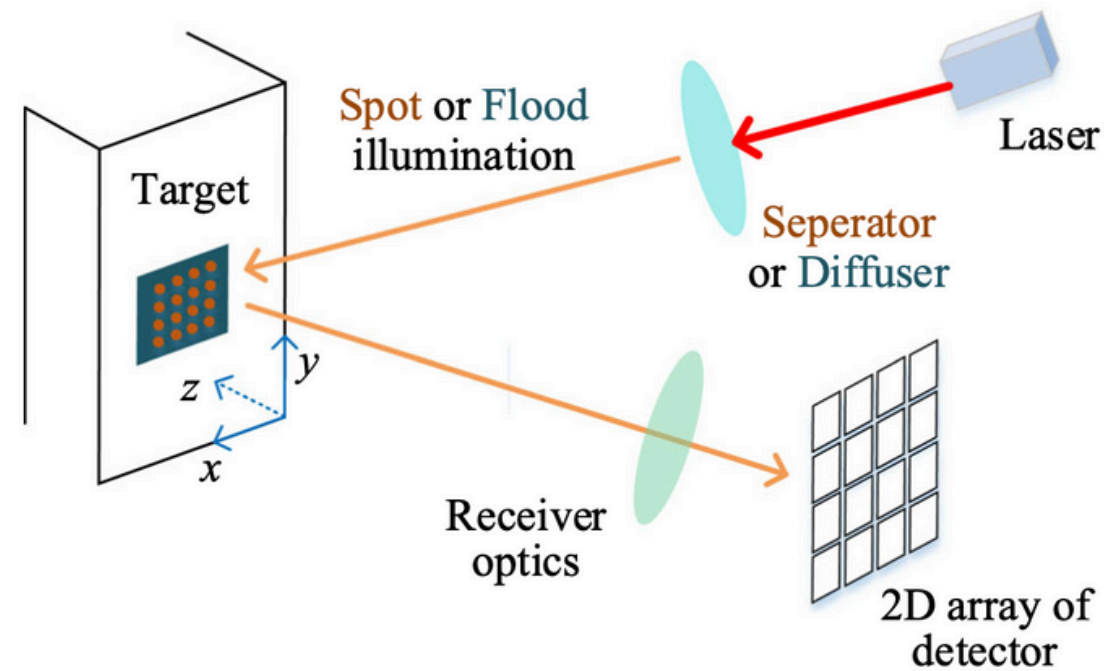 Spot or Flood
illumination
Laser
Target
Seperator
or Diffuser
y
z
x
Receiver
optics
2D array of
detector